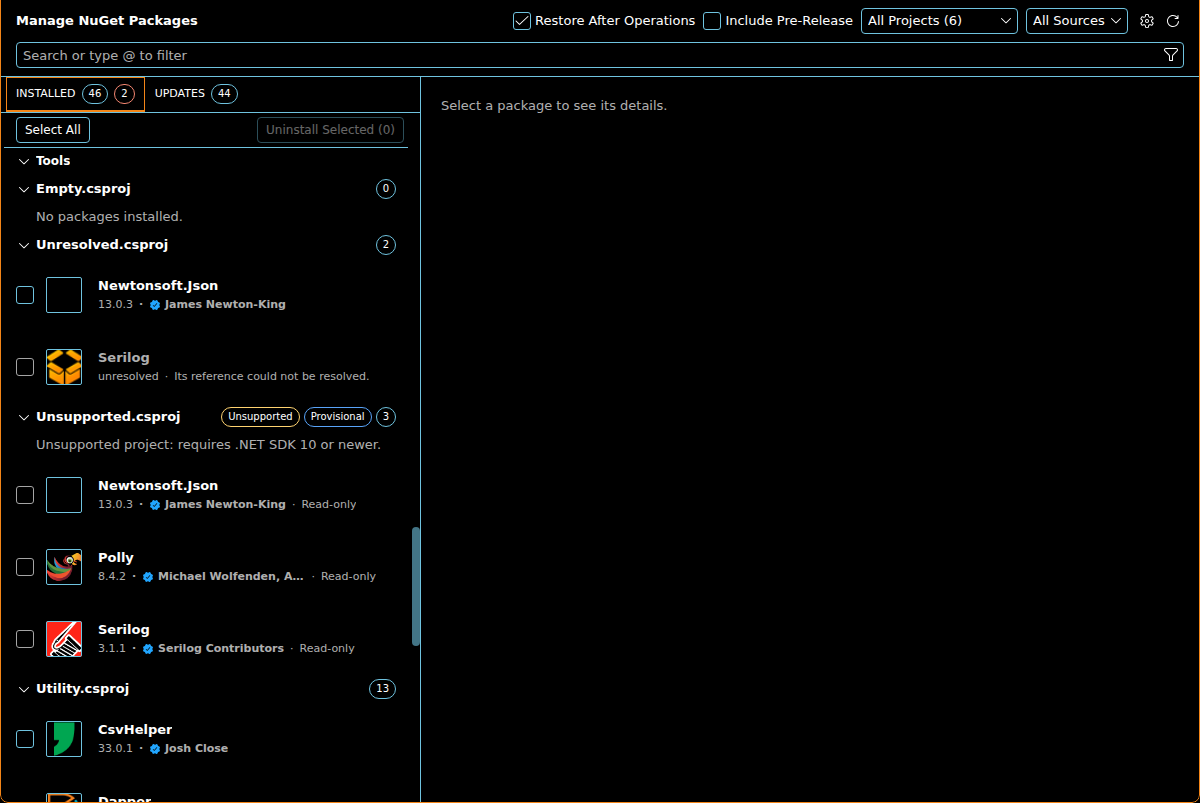 Manage NuGet Packages
Restore After Operations
Include Pre-Release
All Projects (6)
All Sources
Search or type @ to filter
INSTALLED 46 2 UPDATES 44
Select All
Uninstall Selected (0)
Select a package to see its details.
Tools
Empty.csproj 0
No packages installed.
Unresolved.csproj 2
Newtonsoft.Json
13.0.3 · James Newton-King
Serilog
unresolved · Its reference could not be resolved.
Unsupported.csproj Unsupported Provisional 3
Unsupported project: requires .NET SDK 10 or newer.
Newtonsoft.Json
13.0.3 · James Newton-King · Read-only
Polly
8.4.2 · Michael Wolfenden, A... · Read-only
Serilog
3.1.1 · Serilog Contributors · Read-only
Utility.csproj 13
CsvHelper
33.0.1 · Josh Close
Dapper